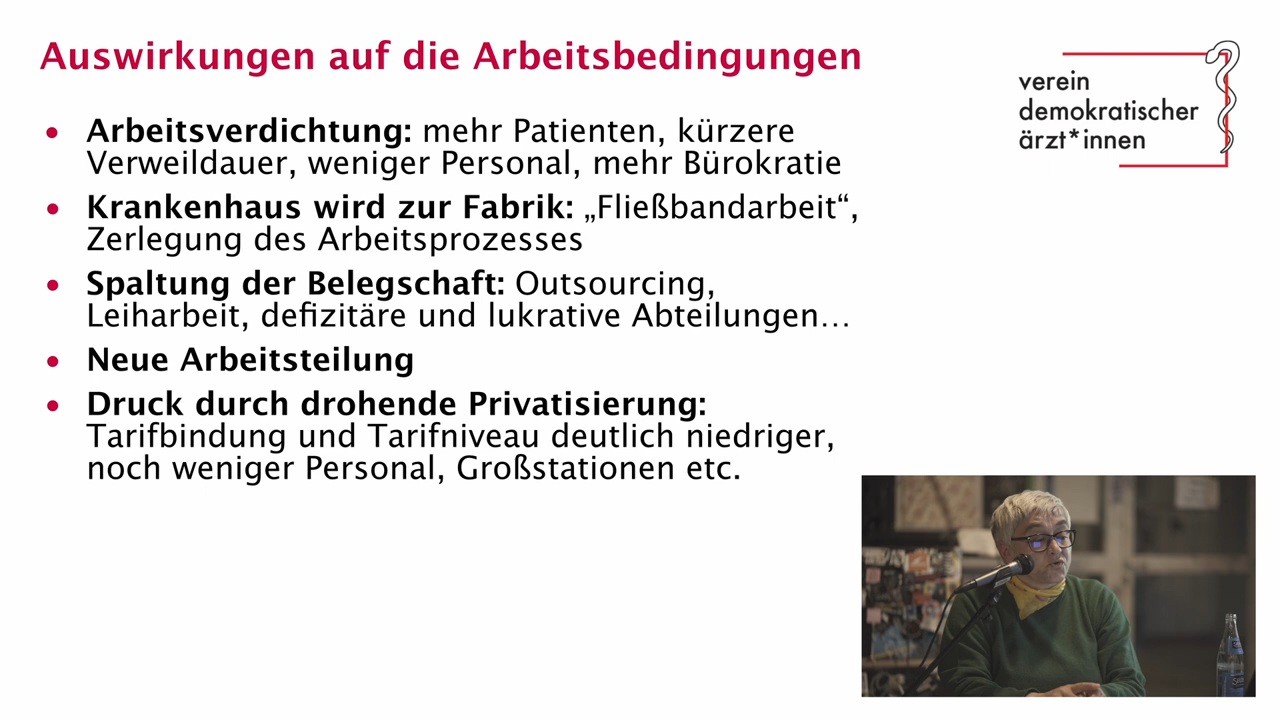 Auswirkungen auf die Arbeitsbedingungen
verein
demokratischer
ärzt*innen
• Arbeitsverdichtung: mehr Patienten, kürzere
Verweildauer, weniger Personal, mehr Bürokratie
• Krankenhaus wird zur Fabrik: „Fließbandarbeit“,
Zerlegung des Arbeitsprozesses
• Spaltung der Belegschaft: Outsourcing,
Leiharbeit, defizitäre und lukrative Abteilungen…
• Neue Arbeitsteilung
• Druck durch drohende Privatisierung:
Tarifbindung und Tarifniveau deutlich niedriger,
noch weniger Personal, Großstationen etc.